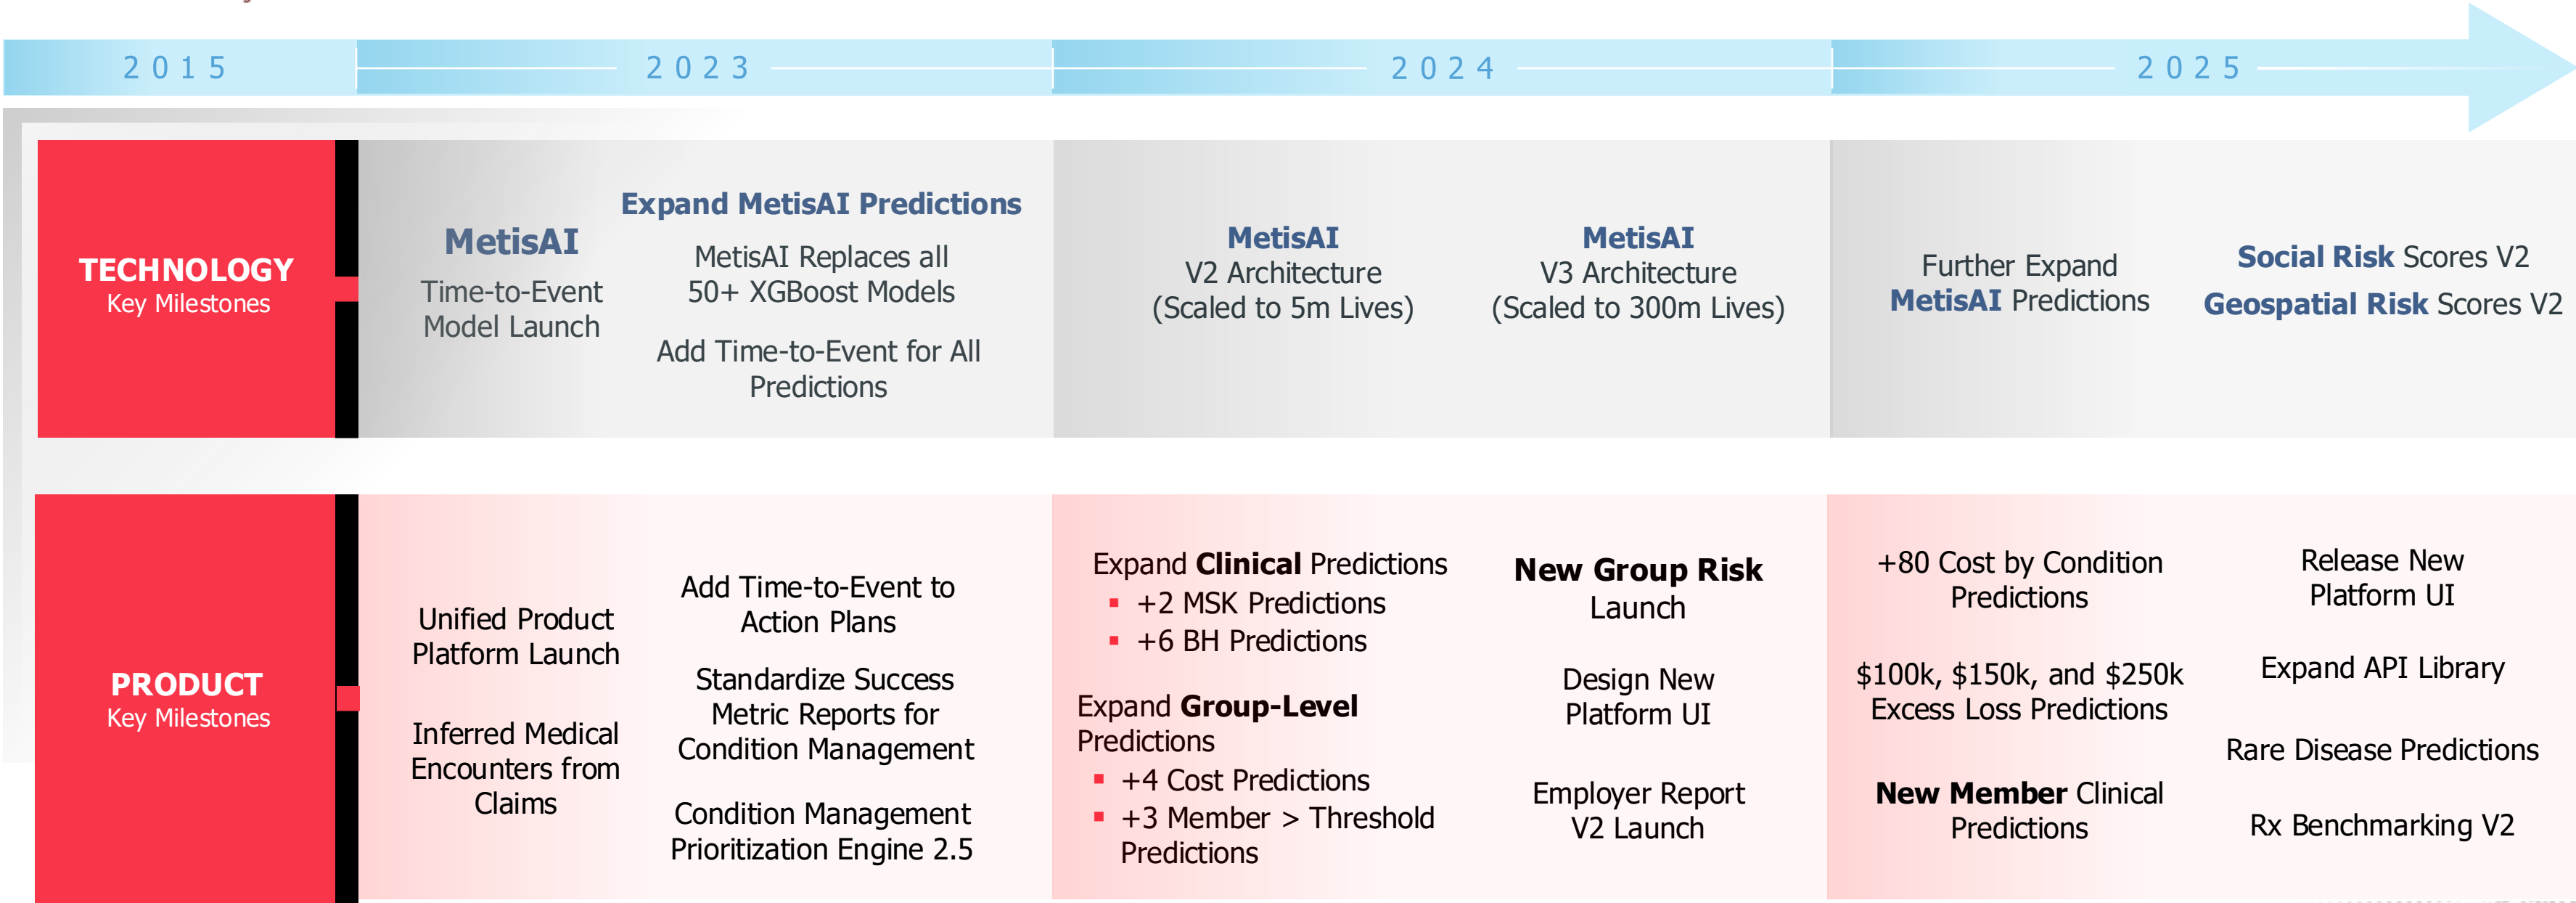 2015
2023
2024
2025
TECHNOLOGY
Key Milestones
MetisAI
Time-to-Event
Model Launch
Expand MetisAI Predictions
MetisAI Replaces all
50+ XGBoost Models
Add Time-to-Event for All
Predictions
MetisAI
V2 Architecture
(Scaled to 5m Lives)
MetisAI
V3 Architecture
(Scaled to 300m Lives)
Further Expand
MetisAI Predictions
Social Risk Scores V2
Geospatial Risk Scores V2
PRODUCT
Key Milestones
Unified Product
Platform Launch
Inferred Medical
Encounters from
Claims
Add Time-to-Event to
Action Plans
Standardize Success
Metric Reports for
Condition Management
Condition Management
Prioritization Engine 2.5
Expand Clinical Predictions
▪ +2 MSK Predictions
▪ +6 BH Predictions
Expand Group-Level
Predictions
▪ +4 Cost Predictions
▪ +3 Member > Threshold
Predictions
New Group Risk
Launch
Design New
Platform UI
Employer Report
V2 Launch
+80 Cost by Condition
Predictions
$100k, $150k, and $250k
Excess Loss Predictions
New Member Clinical
Predictions
Release New
Platform UI
Expand API Library
Rare Disease Predictions
Rx Benchmarking V2